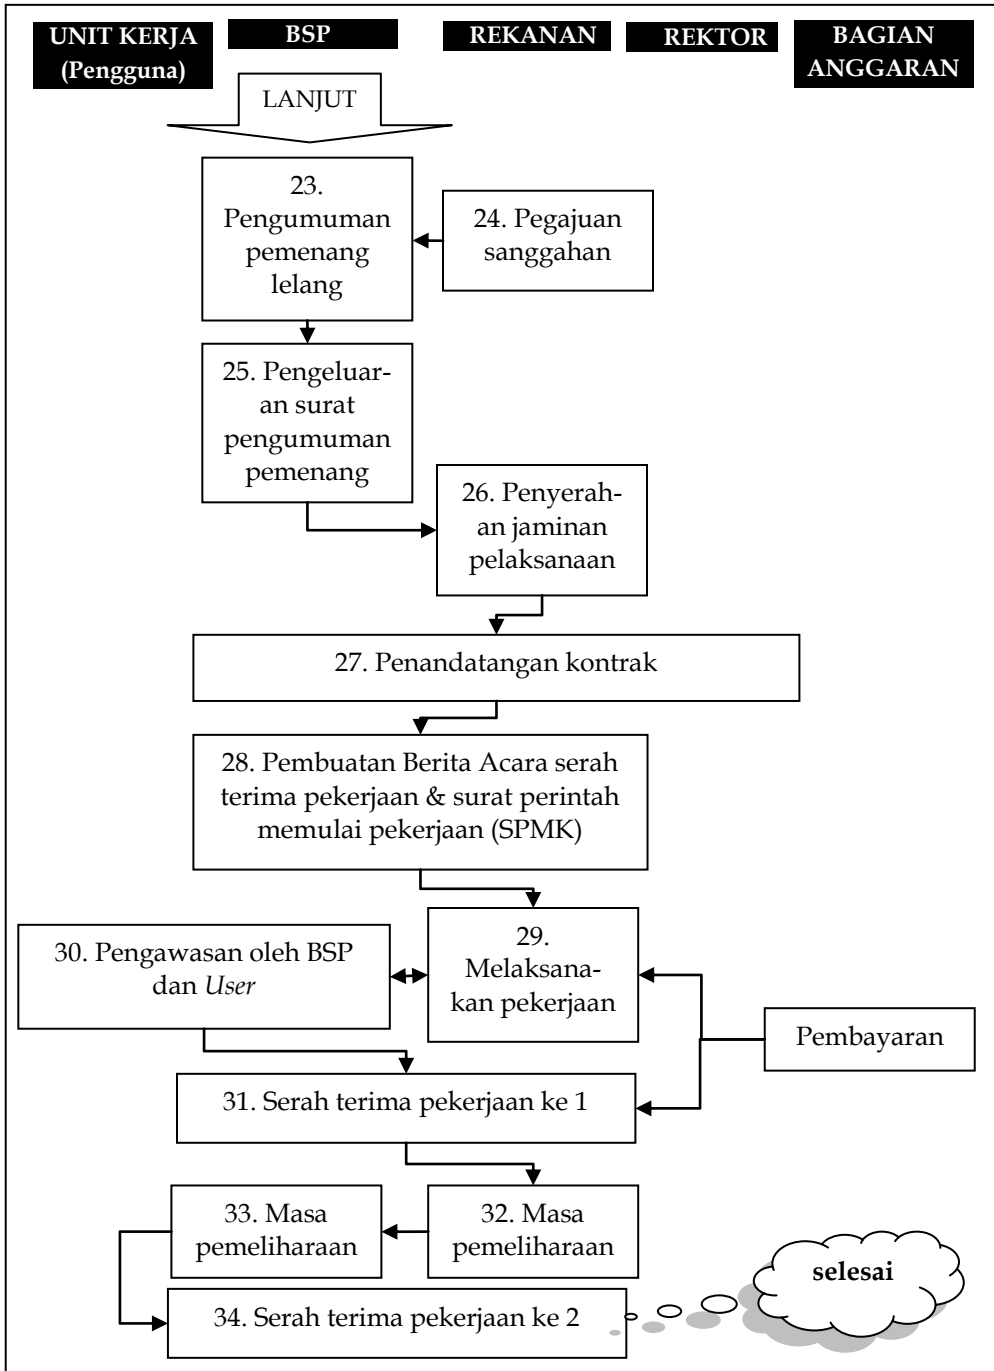 UNIT KERJA
(Pengguna)
BSP
REKANAN
REKTOR
BAGIAN
ANGGARAN
LANJUT
23.
Pengumuman
pemenang
lelang
24. Pegajuan
sanggahan
25. Pengeluar-
an surat
pengumuman
pemenang
26. Penyerah-
an jaminan
pelaksanaan
27. Penandatangan kontrak
28. Pembuatan Berita Acara serah
terima pekerjaan & surat perintah
memulai pekerjaan (SPMK)
29.
Melaksana-
kan pekerjaan
30. Pengawasan oleh BSP
dan User
Pembayaran
31. Serah terima pekerjaan ke 1
33. Masa
pemeliharaan
32. Masa
pemeliharaan
selesai
34. Serah terima pekerjaan ke 2